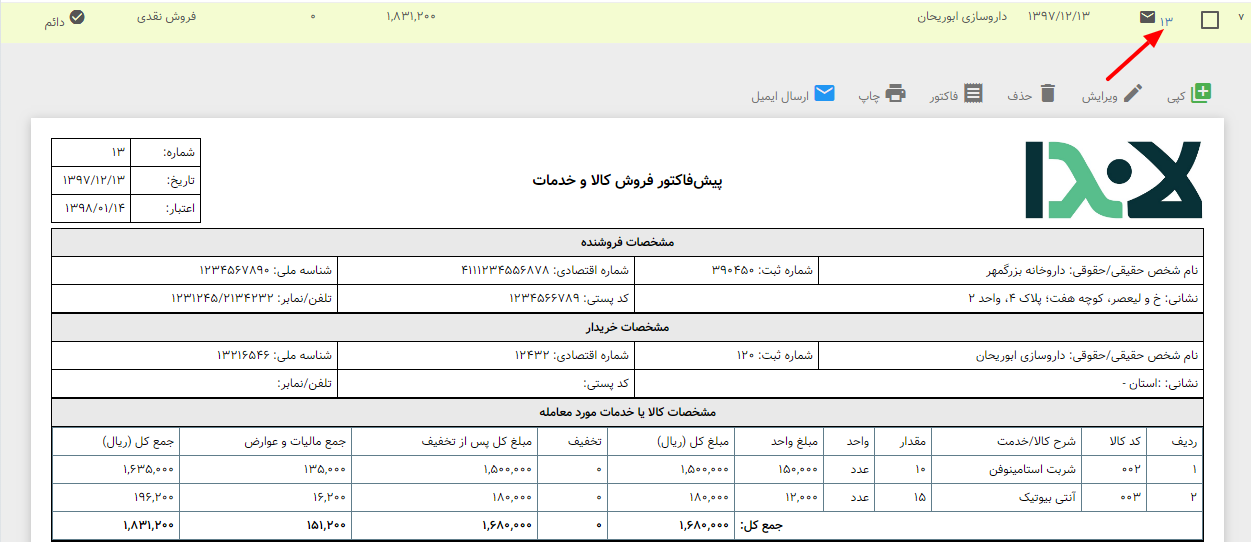 ۷ ۱۳ ۱۳۹۷/۱۲/۱۳ داروسازی ابوریحان ۱,۸۳۱,۲۰۰ ۰ فروش نقدی دائم
کپی ویرایش حذف فاکتور چاپ ارسال ایمیل
شماره: ۱۳
تاریخ: ۱۳۹۷/۱۲/۱۳
اعتبار: ۱۳۹۸/۰۱/۱۴
پیش‌فاکتور فروش کالا و خدمات
مشخصات فروشنده
نام شخص حقیقی/حقوقی: داروخانه بزرگمهر شماره ثبت: ۳۹۰۴۵۰ شماره اقتصادی: ۴۱۱۱۲۳۴۵۵۶۸۷۸ شناسه ملی: ۱۲۳۴۵۶۷۸۹۰
نشانی: خ و لیعصر، کوچه هفت؛ پلاک ۴، واحد ۲ کد پستی: ۱۲۳۴۵۶۶۷۸۹ تلفن/نمابر: ۱۲۳۱۲۴۵/۲۱۳۴۲۳۲
مشخصات خریدار
نام شخص حقیقی/حقوقی: داروسازی ابوریحان شماره ثبت: ۱۲۰ شماره اقتصادی: ۱۲۴۳۲ شناسه ملی: ۱۳۲۱۶۵۴۶
نشانی: :استان - کد پستی: تلفن/نمابر:
مشخصات کالا یا خدمات مورد معامله
ردیف کد کالا شرح کالا/خدمت مقدار واحد مبلغ واحد مبلغ کل (ریال) تخفیف مبلغ کل پس از تخفیف جمع مالیات و عوارض جمع کل (ریال)
۱ ۰۰۲ شربت استامینوفن ۱۰ عدد ۱۵۰,۰۰۰ ۱,۵۰۰,۰۰۰ ۰ ۱,۵۰۰,۰۰۰ ۱۳۵,۰۰۰ ۱,۶۳۵,۰۰۰
۲ ۰۰۳ آنتی بیوتیک ۱۵ عدد ۱۲,۰۰۰ ۱۸۰,۰۰۰ ۰ ۱۸۰,۰۰۰ ۱۶,۲۰۰ ۱۹۶,۲۰۰
جمع کل: ۱,۶۸۰,۰۰۰ ۰ ۱,۶۸۰,۰۰۰ ۱۵۱,۲۰۰ ۱,۸۳۱,۲۰۰